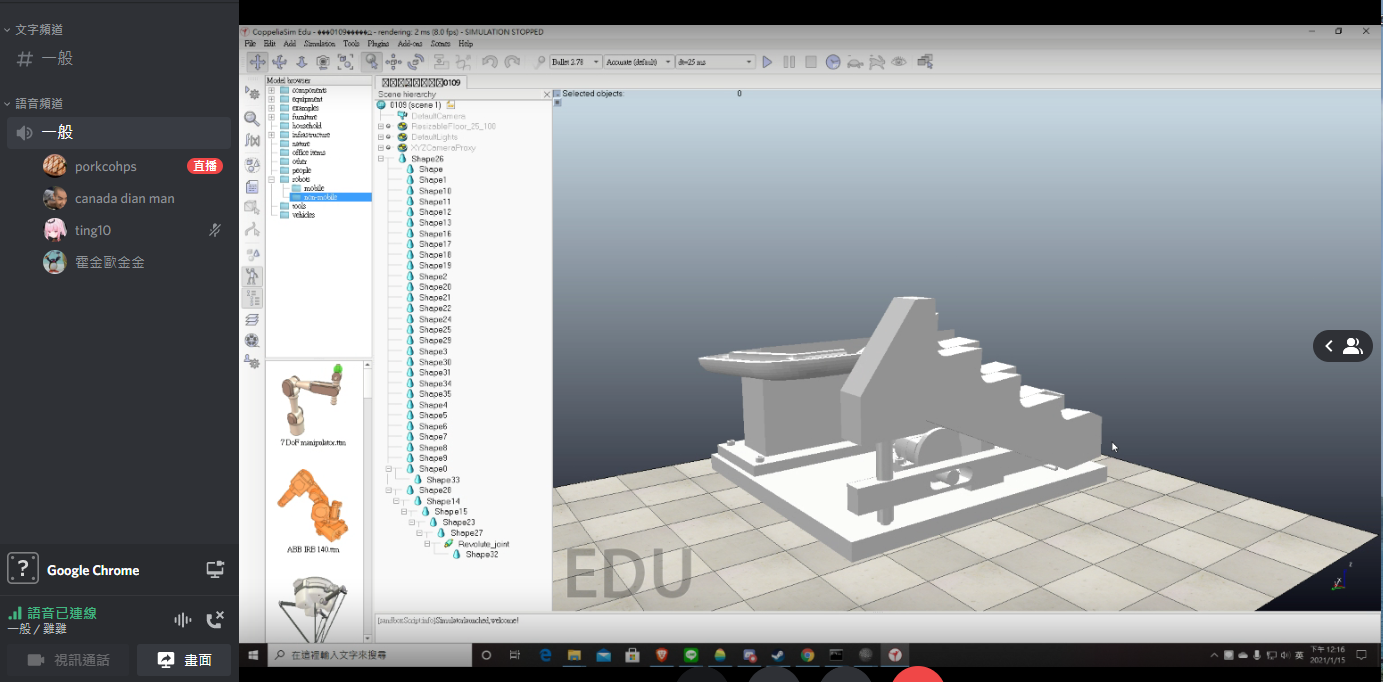 文字頻道
一般
語音頻道
一般
porkcohps
直播
canada dian man
ting10
霍金歐金金
?
Google Chrome
語音已連線
一般 / 雞雞
視訊通話
畫面
- rendering: 2 ms (8.0 fps) - SIMULATION STOPPED
File Edit Add Simulation Tools Plugins Add-ons Scenes Help
Bullet 2.78
Accurate (default)
dt=25 ms
Model browser
components
equipment
examples
furniture
household
infrastructure
nature
office items
other
people
robots
mobile
non-mobile
tools
vehicles
7 DoF manipulator.ttm
ABB IRB 140.ttm
0109
Scene hierarchy
0109 (scene 1)
DefaultCamera
ResizableFloor_25_100
DefaultLights
XYZCameraProxy
Shape26
Shape
Shape1
Shape10
Shape11
Shape12
Shape13
Shape16
Shape17
Shape18
Shape19
Shape2
Shape20
Shape21
Shape22
Shape24
Shape25
Shape29
Shape3
Shape30
Shape31
Shape34
Shape35
Shape4
Shape5
Shape6
Shape7
Shape8
Shape9
Shape0
Shape33
Shape28
Shape14
Shape15
Shape23
Shape27
Revolute_joint
Shape32
Selected objects:
0
EDU
[sandboxScript:info]Simulator launched, welcome!
在這裡輸入文字來搜尋
英
下午 12:16
2021/1/15